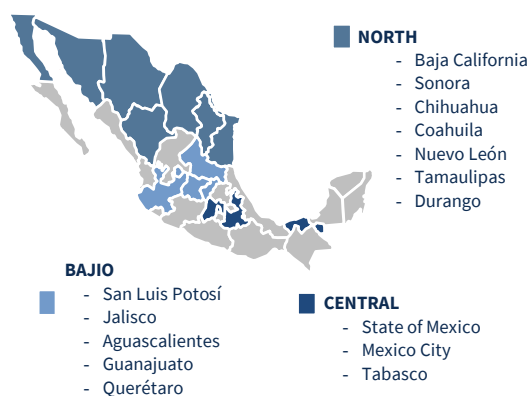 NORTH
- Baja California
- Sonora
- Chihuahua
- Coahuila
- Nuevo León
- Tamaulipas
- Durango
BAJIO
- San Luis Potosí
- Jalisco
- Aguascalientes
- Guanajuato
- Querétaro
CENTRAL
- State of Mexico
- Mexico City
- Tabasco